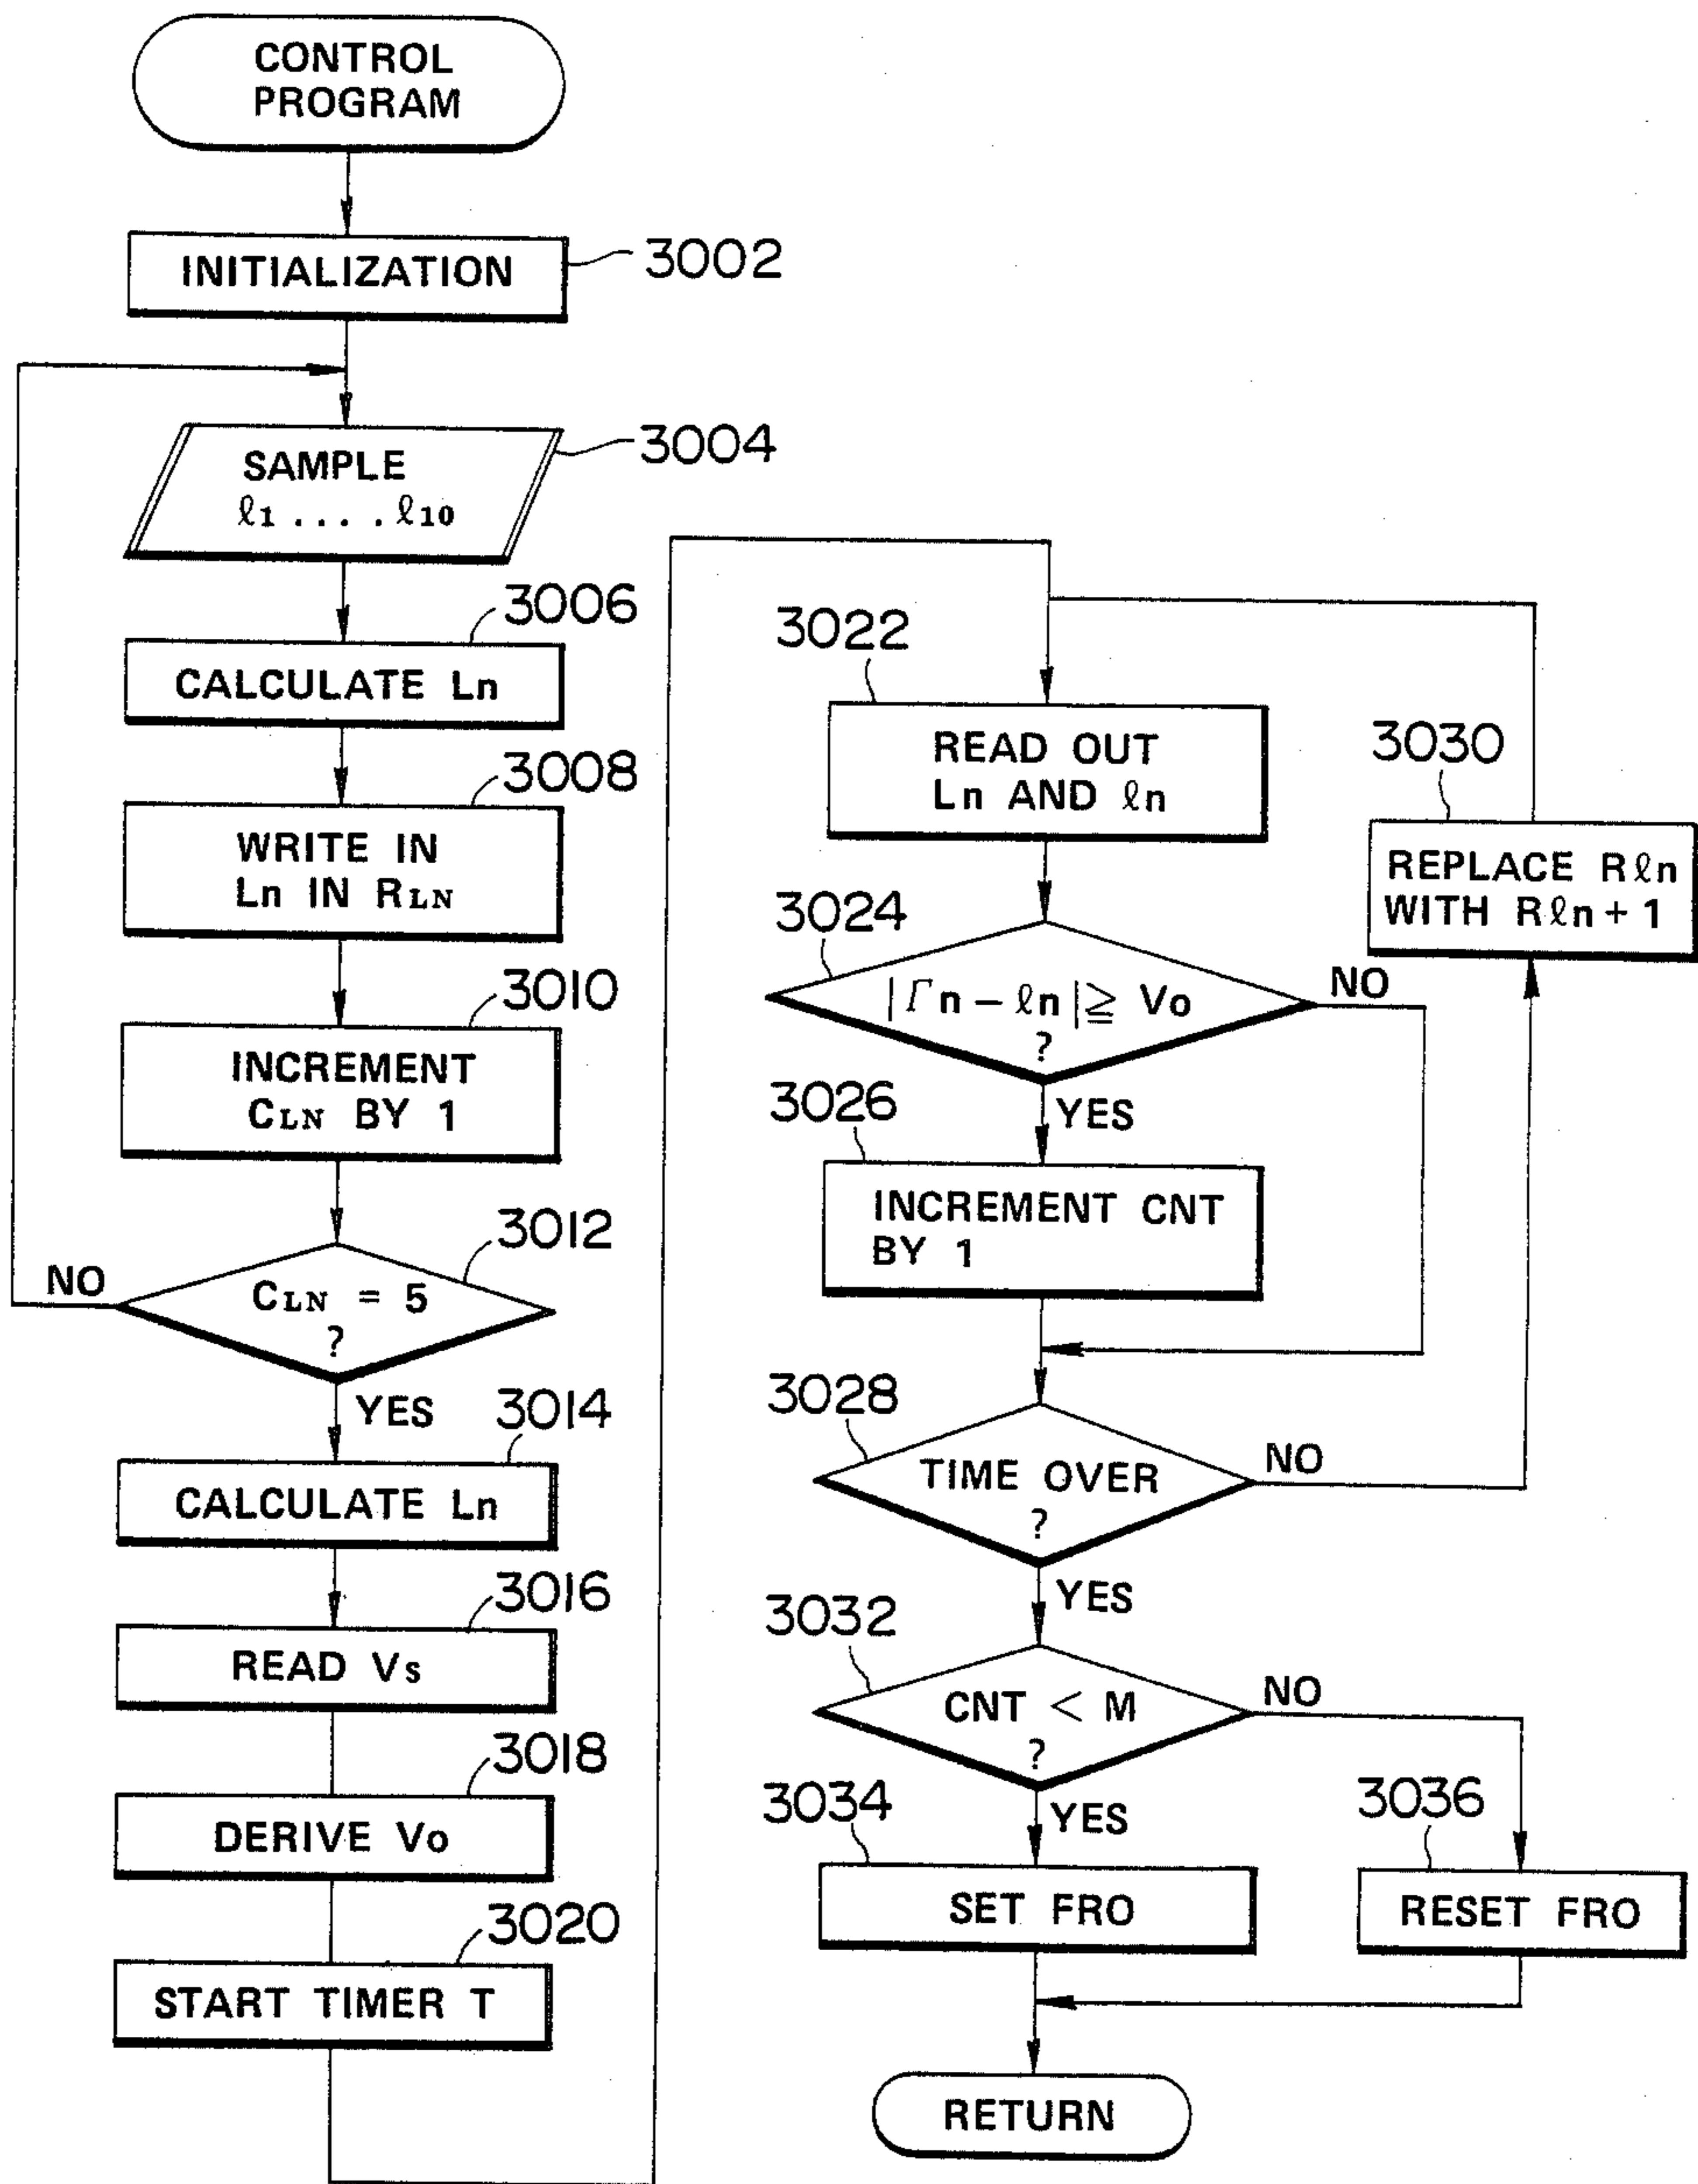 CONTROL
PROGRAM
INITIALIZATION
3002
SAMPLE
ℓ1 . . . . ℓ10
3004
3006
CALCULATE Ln
3008
WRITE IN
Ln IN RLN
3010
INCREMENT
CLN BY 1
3012
CLN = 5
?
NO
YES
3014
CALCULATE Ln
3016
READ Vs
3018
DERIVE Vo
3020
START TIMER T
3022
READ OUT
Ln AND ℓn
3024
|Γn − ℓn| ≧ Vo
?
NO
YES
3026
INCREMENT CNT
BY 1
3028
TIME OVER
?
NO
YES
3030
REPLACE Rℓn
WITH Rℓn + 1
3032
CNT < M
?
NO
YES
3034
SET FRO
3036
RESET FRO
RETURN